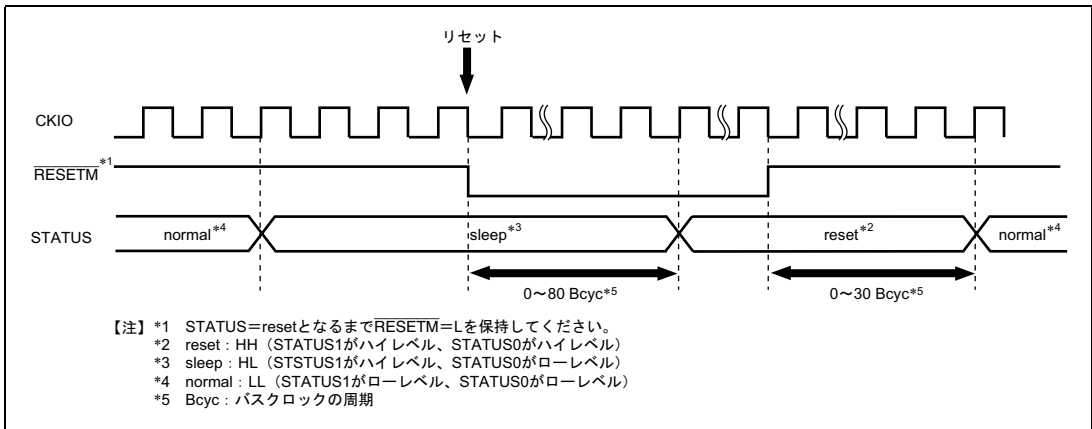 リセット
CKIO
RESETM*1
STATUS
normal*4
sleep*3
reset*2
normal*4
0～80 Bcyc*5
0～30 Bcyc*5
【注】 *1 STATUS＝resetとなるまでRESETM＝Lを保持してください。
*2 reset：HH（STATUS1がハイレベル、STATUS0がハイレベル）
*3 sleep：HL（STSTUS1がハイレベル、STATUS0がローレベル）
*4 normal：LL（STATUS1がローレベル、STATUS0がローレベル）
*5 Bcyc：バスクロックの周期